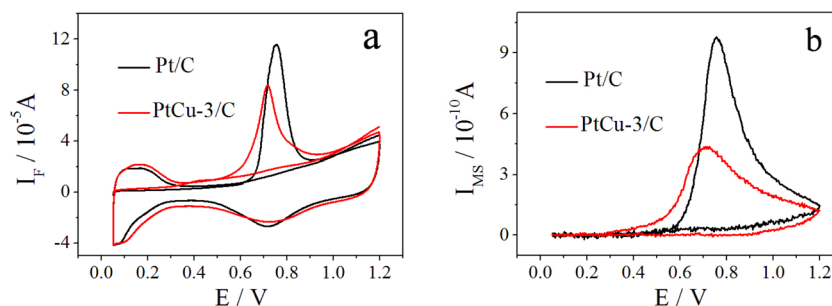 a
Pt/C
PtCu-3/C
I_F / 10^-5 A
12
8
4
0
-4
0.0 0.2 0.4 0.6 0.8 1.0 1.2
E / V
b
Pt/C
PtCu-3/C
I_MS / 10^-10 A
9
6
3
0
0.0 0.4 0.6 0.8 1.0 1.2
E / V